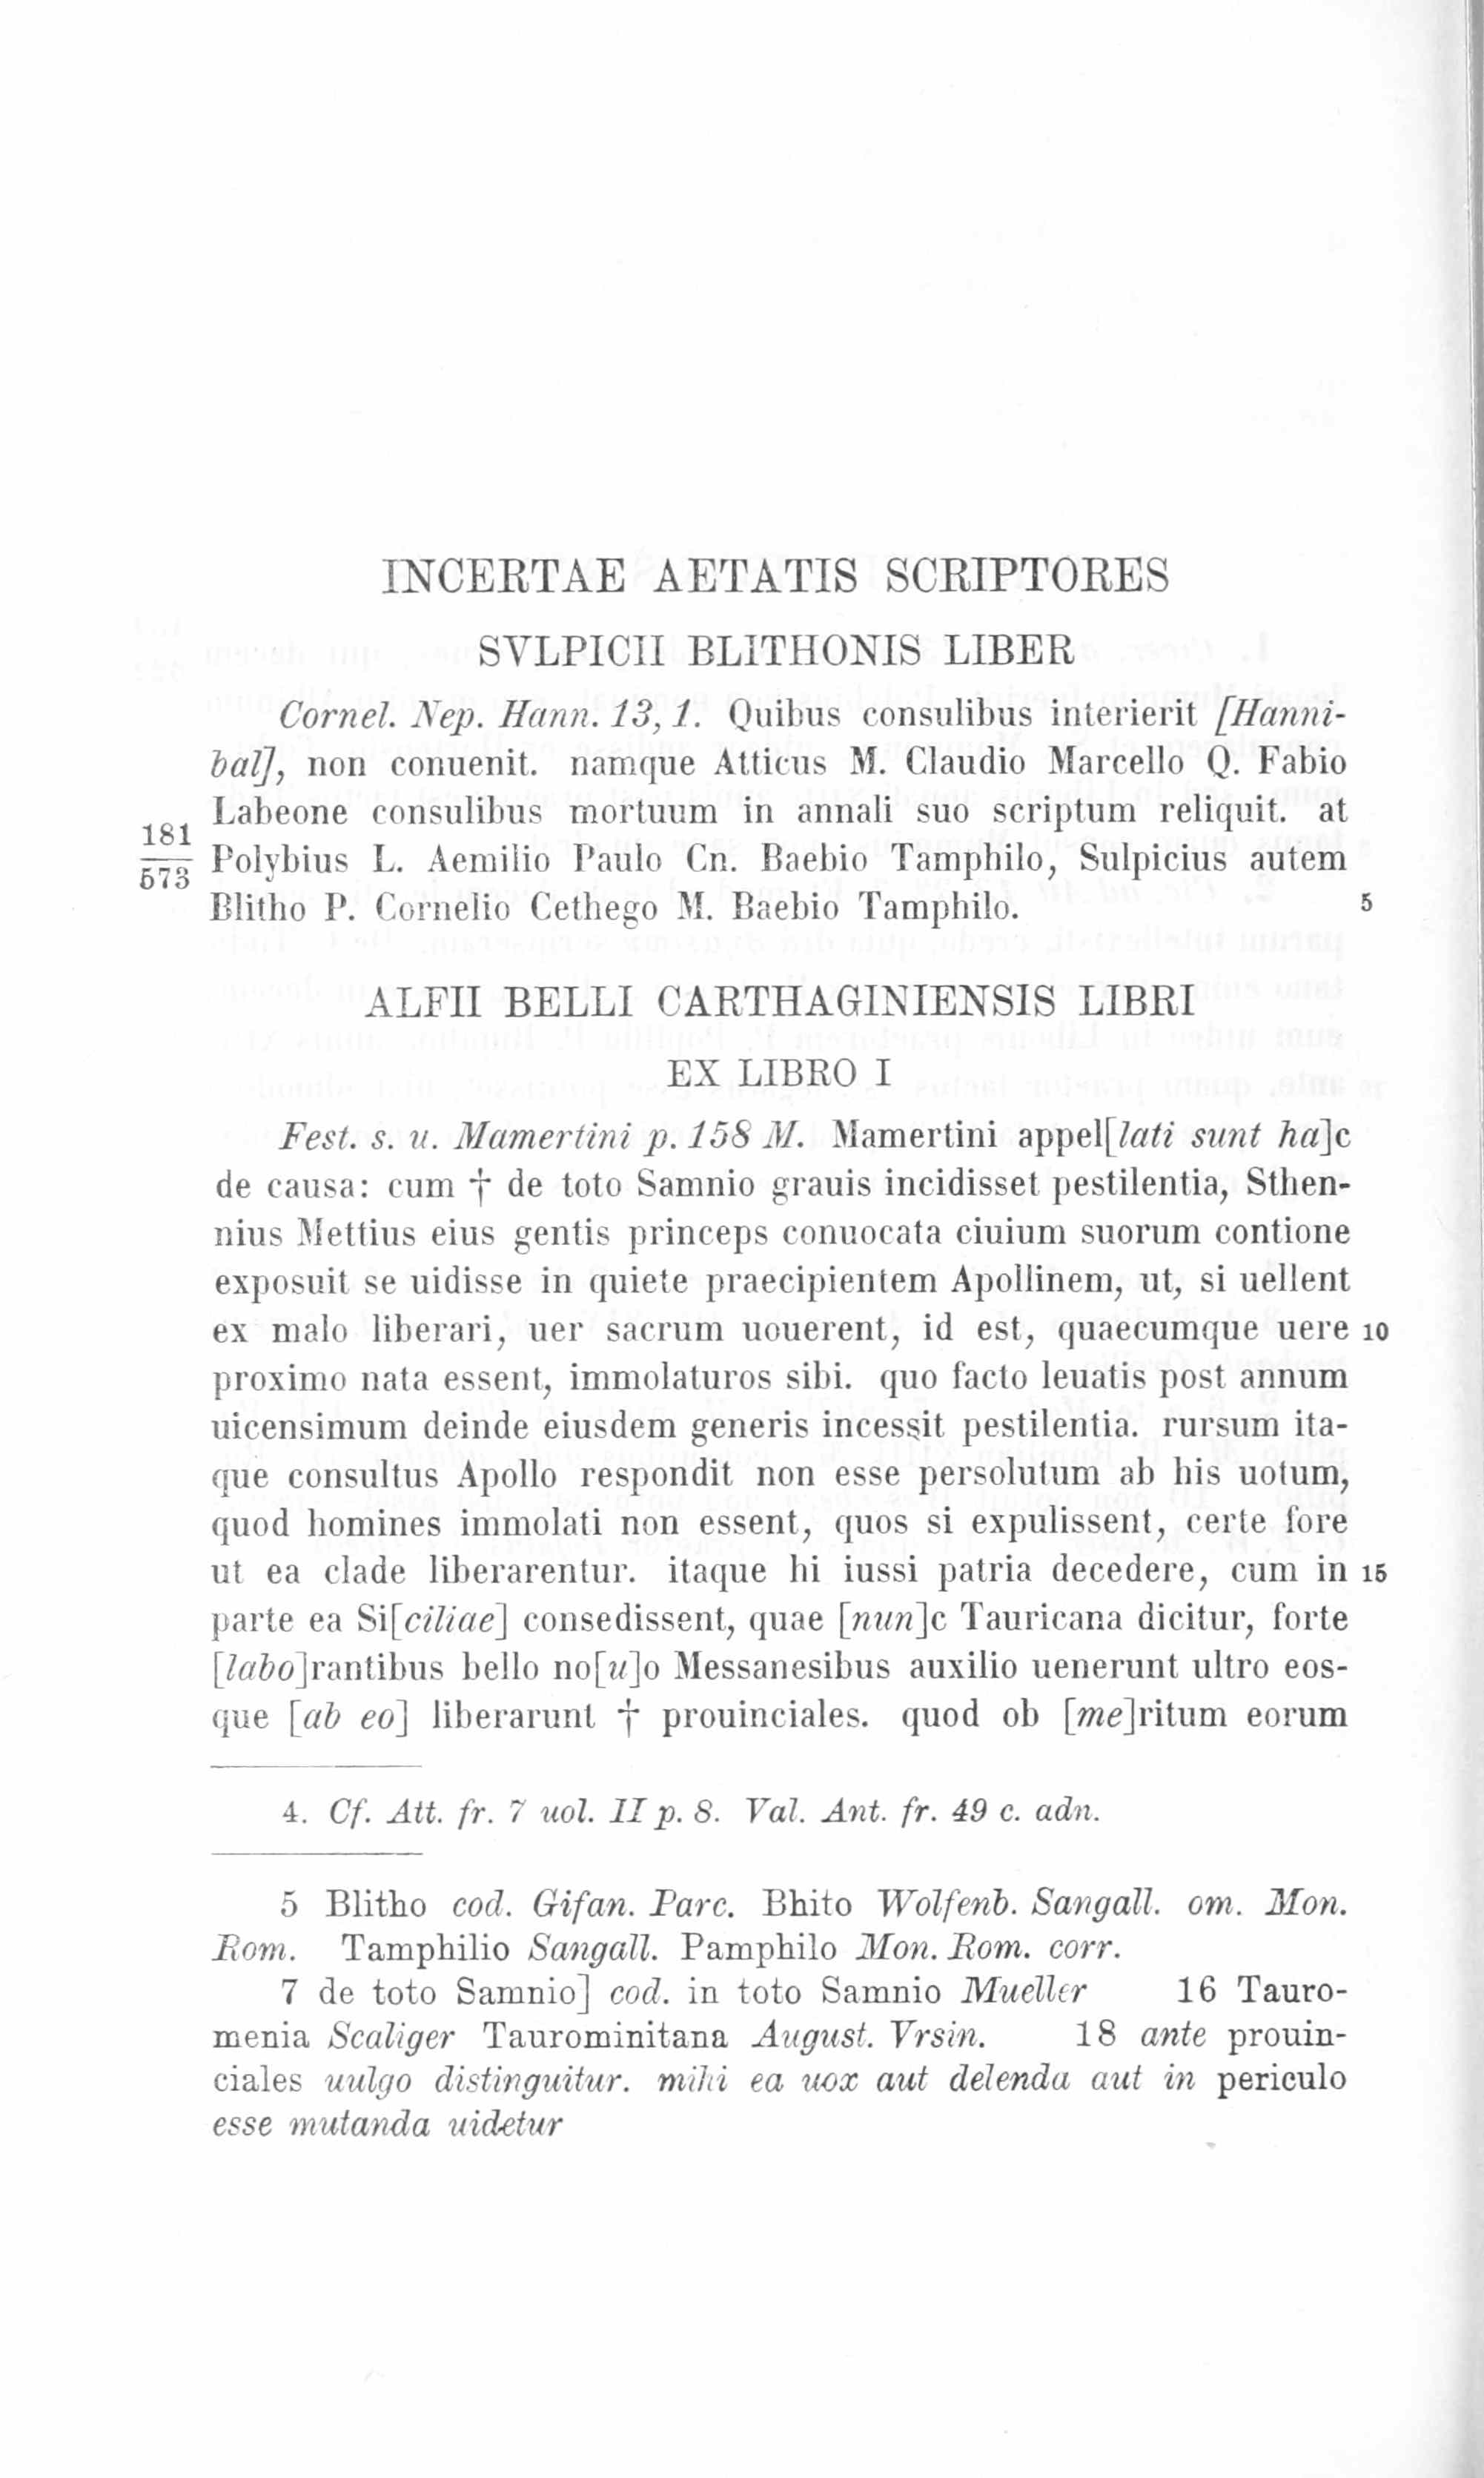 INCERTAE AETATIS SCRIPTORES
SVLPICII BLITHONIS LIBER
Cornel. Nep. Hann. 13, 1. Quibus consulibus interierit [Hanni-
bal], non conuenit. namque Atticus M. Claudio Marcello Q. Fabio
Labeone consulibus mortuum in annali suo scriptum reliquit. at
181
573
Polybius L. Aemilio Paulo Cn. Baebio Tamphilo, Sulpicius autem
Blitho P. Cornelio Cethego M. Baebio Tamphilo. 5
ALFII BELLI CARTHAGINIENSIS LIBRI
EX LIBRO I
Fest. s. u. Mamertini p. 158 M. Mamertini appel[lati sunt ha]c
de causa: cum † de toto Samnio grauis incidisset pestilentia, Sthen-
nius Mettius eius gentis princeps conuocata ciuium suorum contione
exposuit se uidisse in quiete praecipientem Apollinem, ut, si uellent
ex malo liberari, uer sacrum uouerent, id est, quaecumque uere 10
proximo nata essent, immolaturos sibi. quo facto leuatis post annum
uicensimum deinde eiusdem generis incessit pestilentia. rursum ita-
que consultus Apollo respondit non esse persolutum ab his uotum,
quod homines immolati non essent, quos si expulissent, certe fore
ut ea clade liberarentur. itaque hi iussi patria decedere, cum in 15
parte ea Si[ciliae] consedissent, quae [nun]c Tauricana dicitur, forte
[labo]rantibus bello no[u]o Messanesibus auxilio uenerunt ultro eos-
que [ab eo] liberarunt † prouinciales. quod ob [me]ritum eorum
4. Cf. Att. fr. 7 uol. II p. 8. Val. Ant. fr. 49 c. adn.
5 Blitho cod. Gifan. Parc. Bhito Wolfenb. Sangall. om. Mon.
Rom. Tamphilio Sangall. Pamphilo Mon. Rom. corr.
7 de toto Samnio] cod. in toto Samnio Mueller 16 Tauro-
menia Scaliger Taurominitana August. Vrsin. 18 ante prouin-
ciales uulgo distinguitur. mihi ea uox aut delenda aut in periculo
esse mutanda uidetur